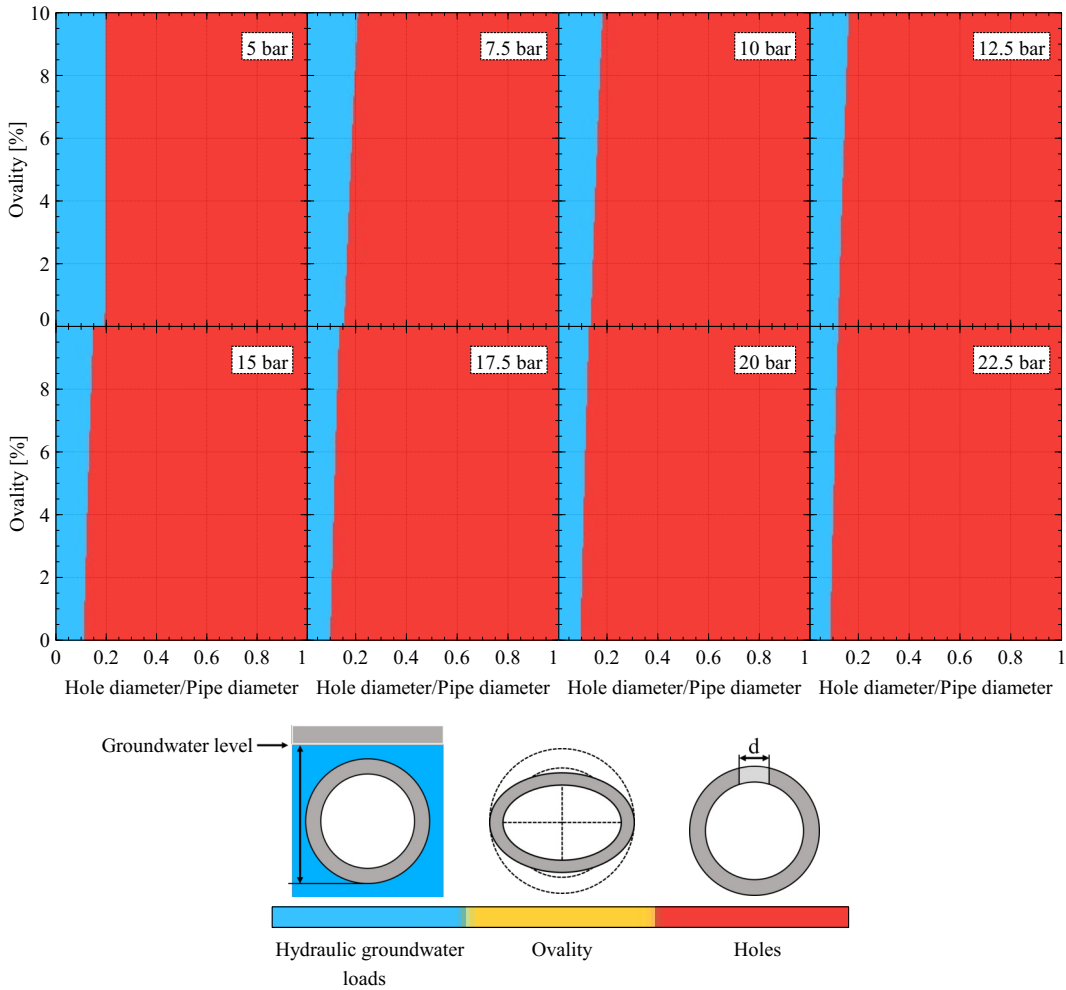 10
8
6
4
2
0
Ovality [%]
5 bar
7.5 bar
10 bar
12.5 bar
8
6
4
2
0
Ovality [%]
15 bar
17.5 bar
20 bar
22.5 bar
0 0.2 0.4 0.6 0.8 1
0.2 0.4 0.6 0.8 1
0.2 0.4 0.6 0.8 1
0.2 0.4 0.6 0.8 1
Hole diameter/Pipe diameter
Hole diameter/Pipe diameter
Hole diameter/Pipe diameter
Hole diameter/Pipe diameter
Groundwater level
d
Hydraulic groundwater
loads
Ovality
Holes